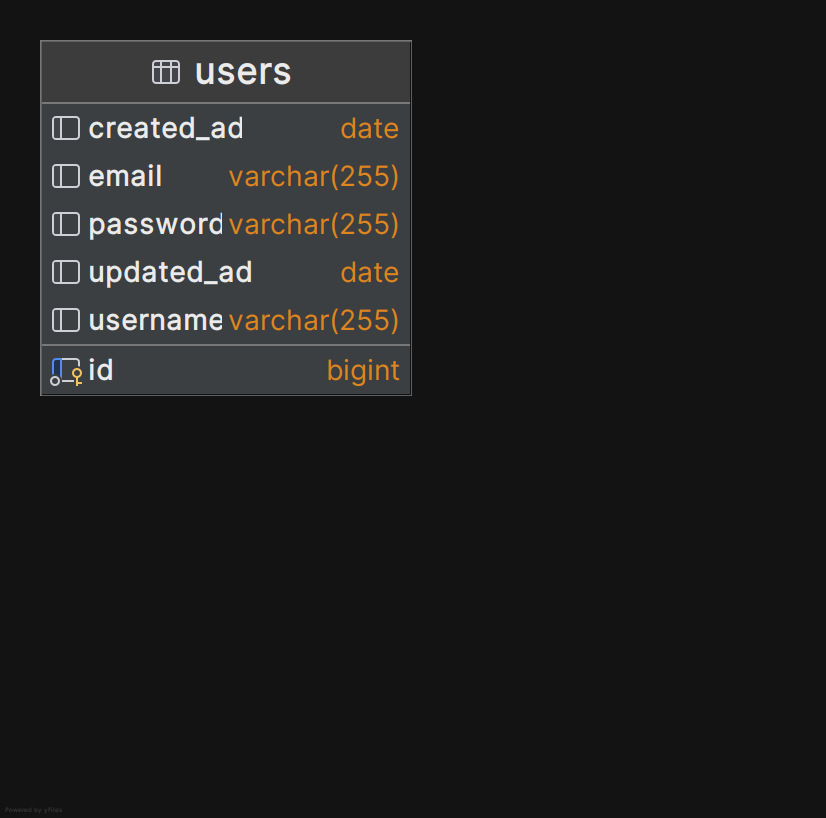 users
created_ad date
email varchar(255)
password varchar(255)
updated_ad date
username varchar(255)
id bigint
Powered by yFiles